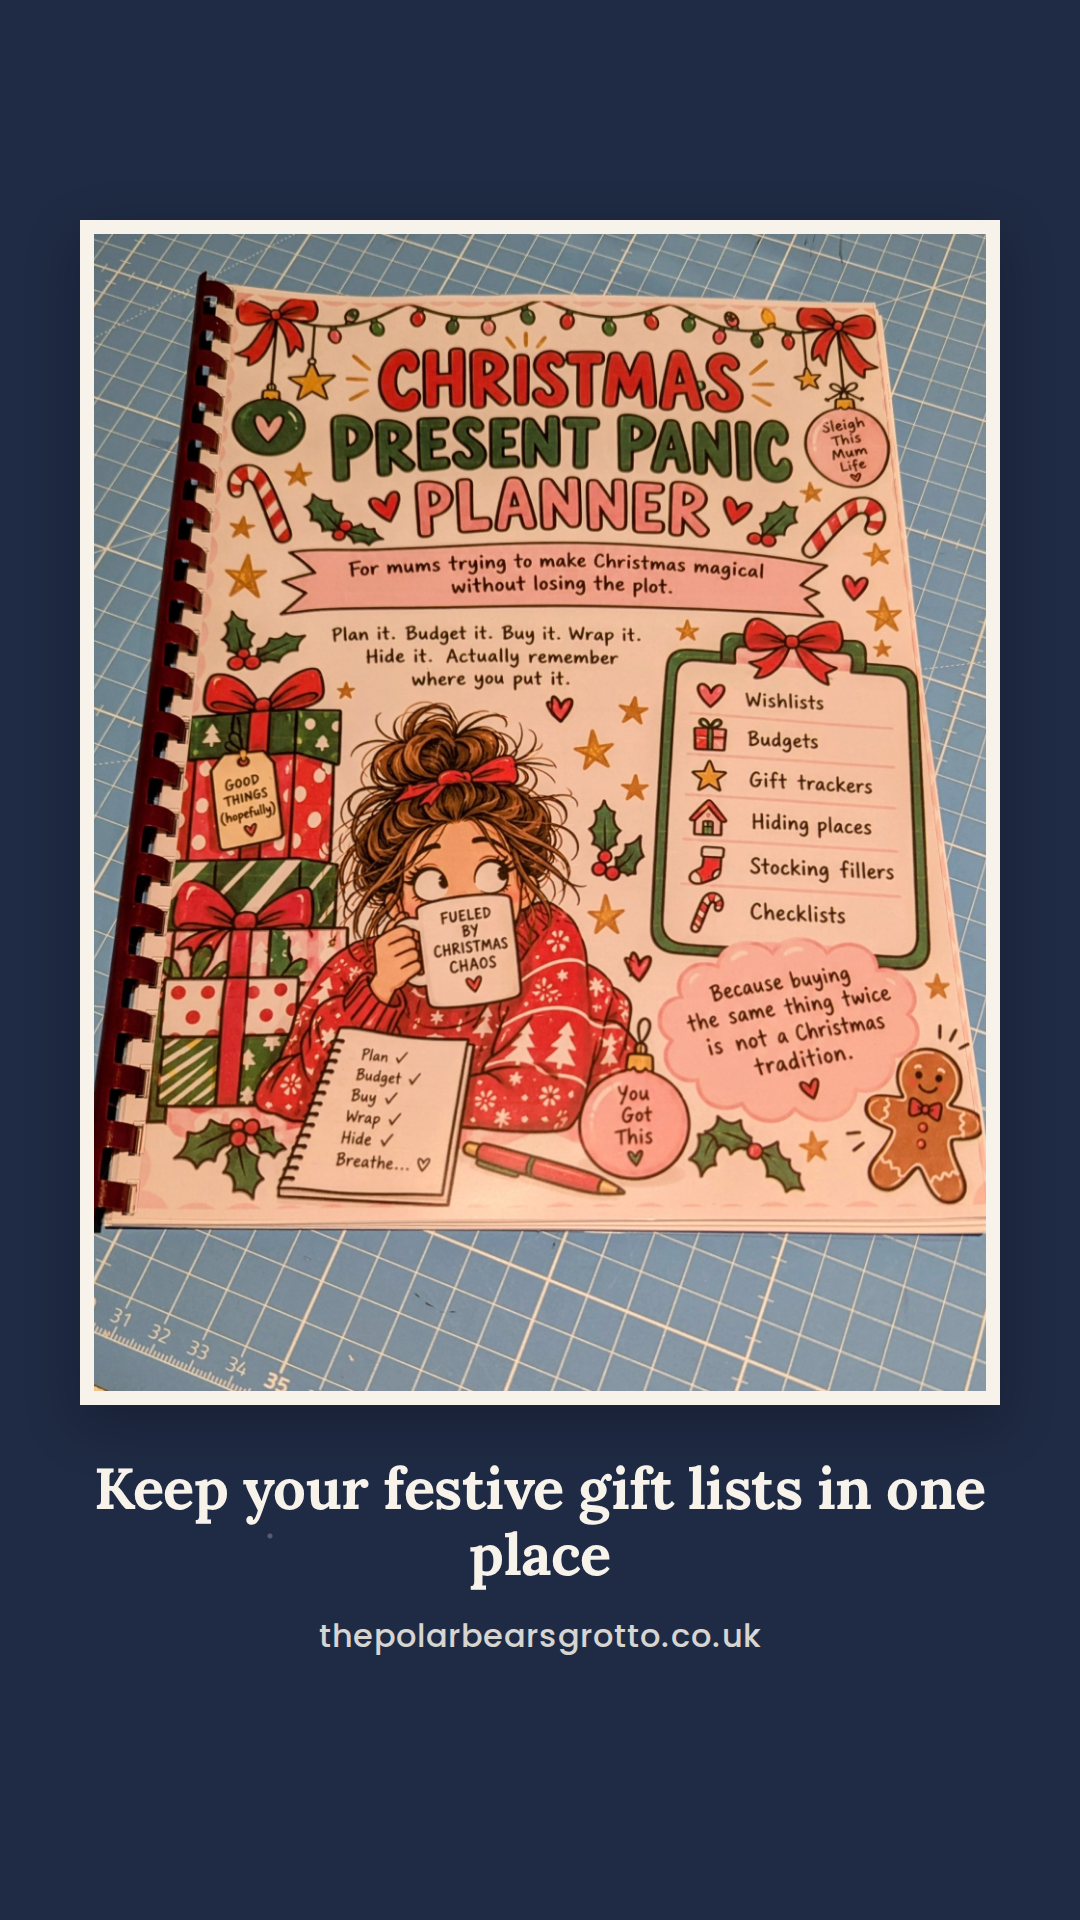 CHRISTMAS
PRESENT PANIC
PLANNER
Sleigh
This
Mum
Life
For mums trying to make Christmas magical
without losing the plot.
Plan it. Budget it. Buy it. Wrap it.
Hide it. Actually remember
where you put it.
Wishlists
Budgets
Gift trackers
Hiding places
Stocking fillers
Checklists
GOOD
THINGS
(hopefully)
FUELED
BY
CHRISTMAS
CHAOS
Because buying
the same thing twice
is not a Christmas
tradition.
Plan ✓
Budget ✓
Buy ✓
Wrap ✓
Hide ✓
Breathe... ♡
You
Got
This
31 32 33 34 35
Keep your festive gift lists in one
place
thepolarbearsgrotto.co.uk